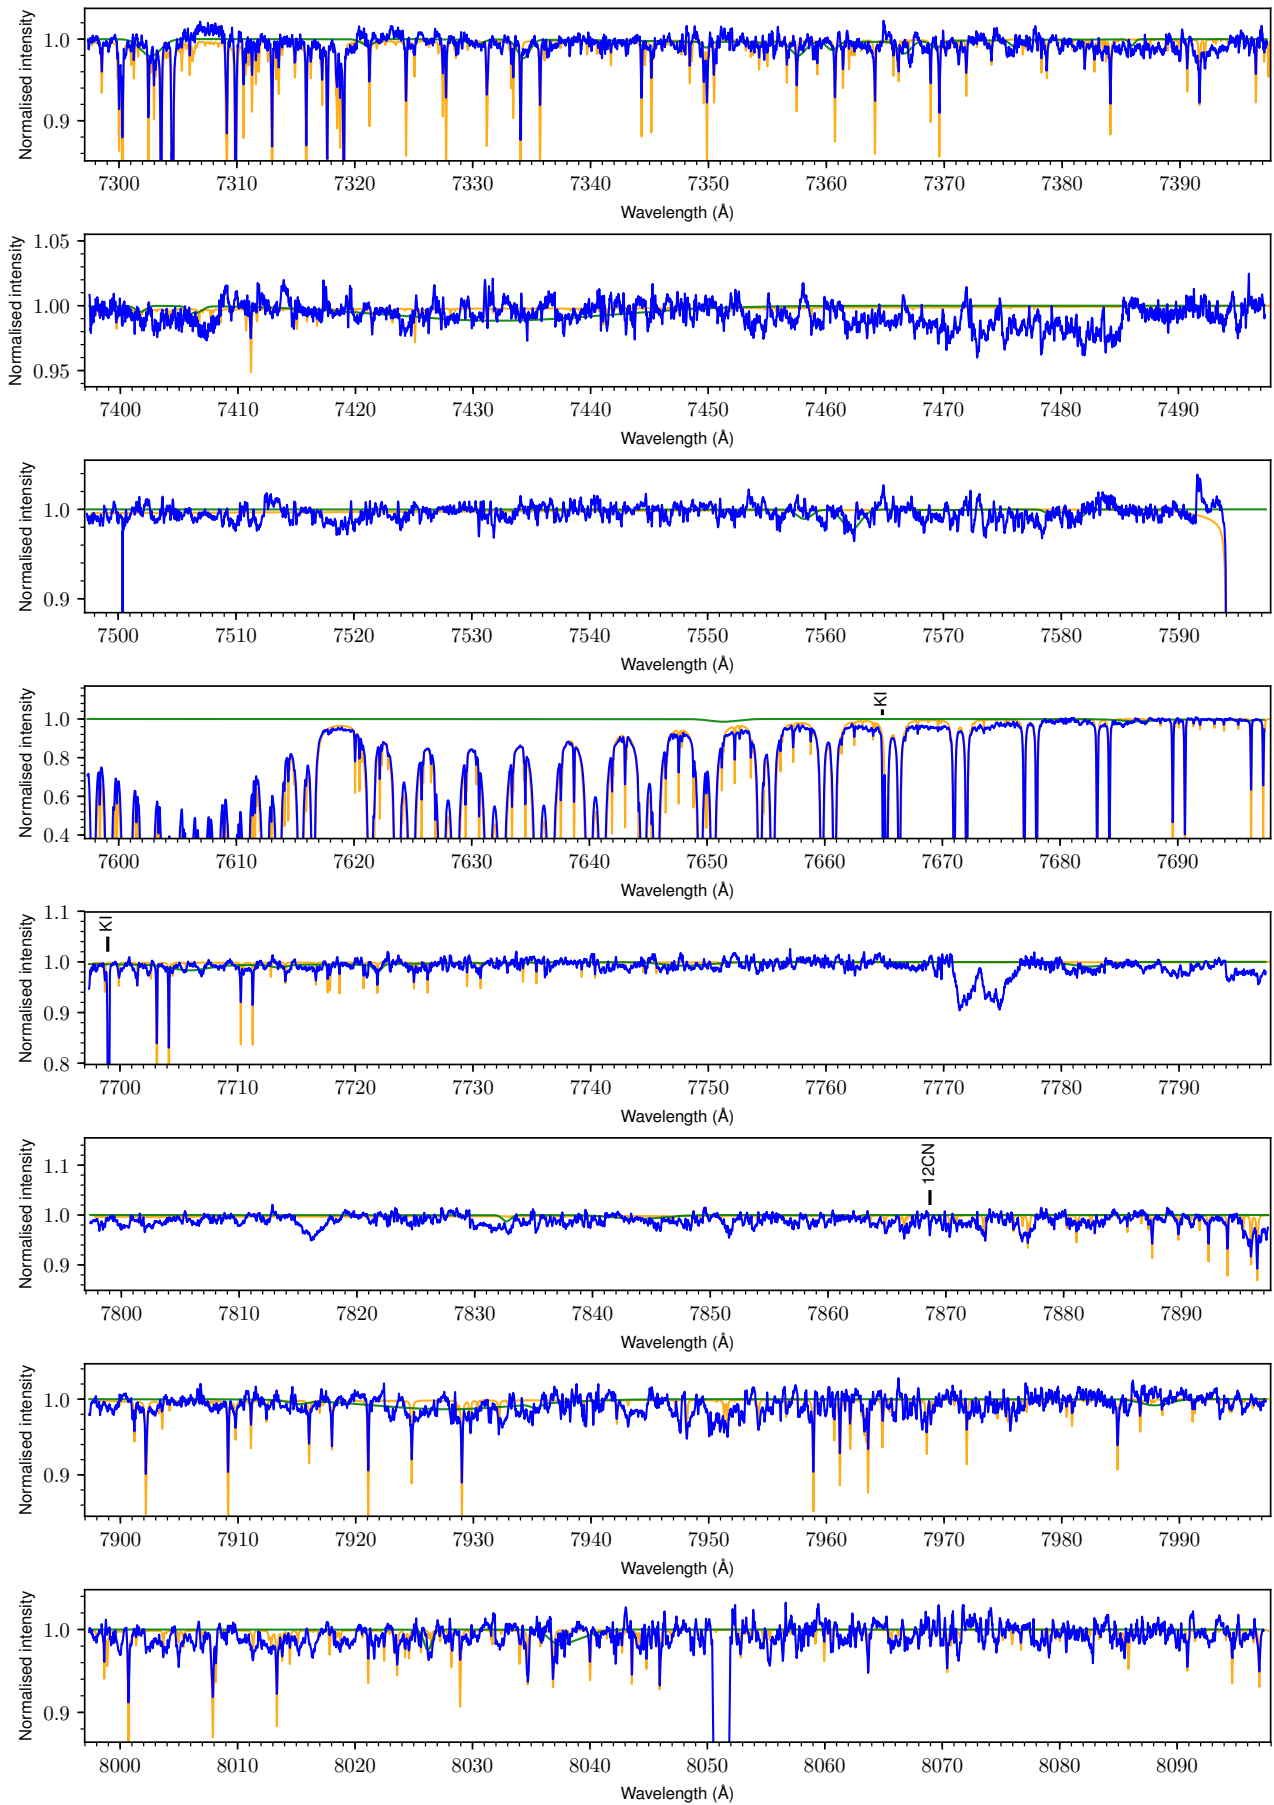 Normalised intensity
1.0
0.9
7300 7310 7320 7330 7340 7350 7360 7370 7380 7390
Wavelength (Å)
Normalised intensity
1.05
1.00
0.95
7400 7410 7420 7430 7440 7450 7460 7470 7480 7490
Wavelength (Å)
Normalised intensity
1.0
0.9
7500 7510 7520 7530 7540 7550 7560 7570 7580 7590
Wavelength (Å)
Normalised intensity
1.0
0.8
0.6
0.4
KI
7600 7610 7620 7630 7640 7650 7660 7670 7680 7690
Wavelength (Å)
Normalised intensity
1.1
1.0
0.9
0.8
KI
7700 7710 7720 7730 7740 7750 7760 7770 7780 7790
Wavelength (Å)
Normalised intensity
1.1
1.0
0.9
12CN
7800 7810 7820 7830 7840 7850 7860 7870 7880 7890
Wavelength (Å)
Normalised intensity
1.0
0.9
7900 7910 7920 7930 7940 7950 7960 7970 7980 7990
Wavelength (Å)
Normalised intensity
1.0
0.9
8000 8010 8020 8030 8040 8050 8060 8070 8080 8090
Wavelength (Å)